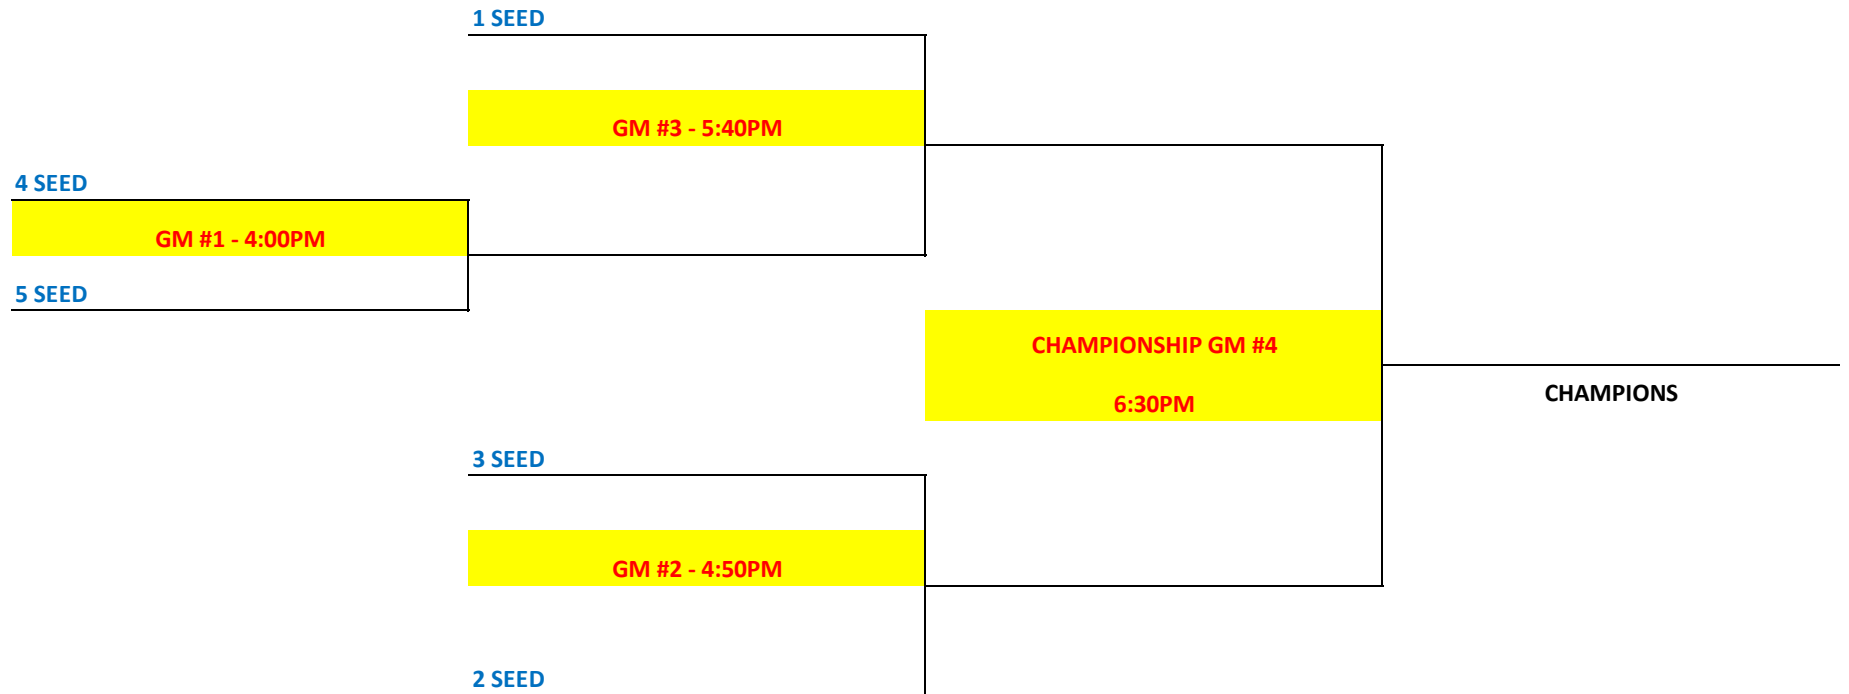 1 SEED
GM #3 - 5:40PM
4 SEED
GM #1 - 4:00PM
5 SEED
CHAMPIONSHIP GM #4
6:30PM
CHAMPIONS
3 SEED
GM #2 - 4:50PM
2 SEED